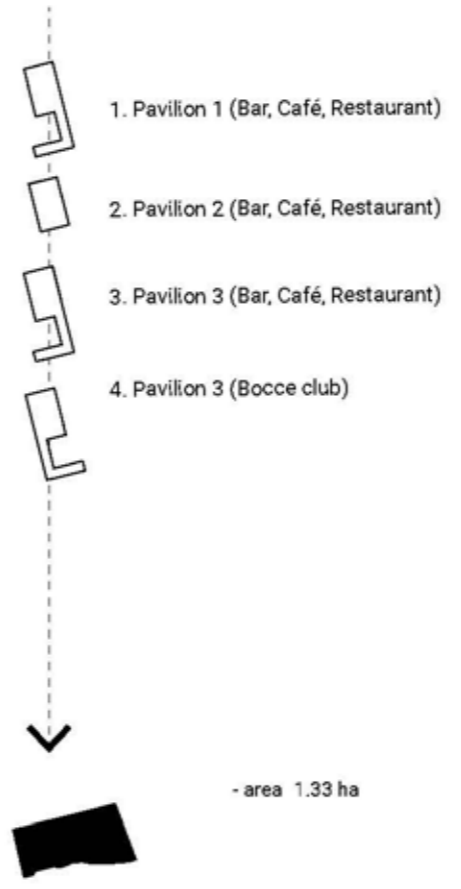 1. Pavilion 1 (Bar, Café, Restaurant)
2. Pavilion 2 (Bar, Café, Restaurant)
3. Pavilion 3 (Bar, Café, Restaurant)
4. Pavilion 3 (Bocce club)
- area 1.33 ha